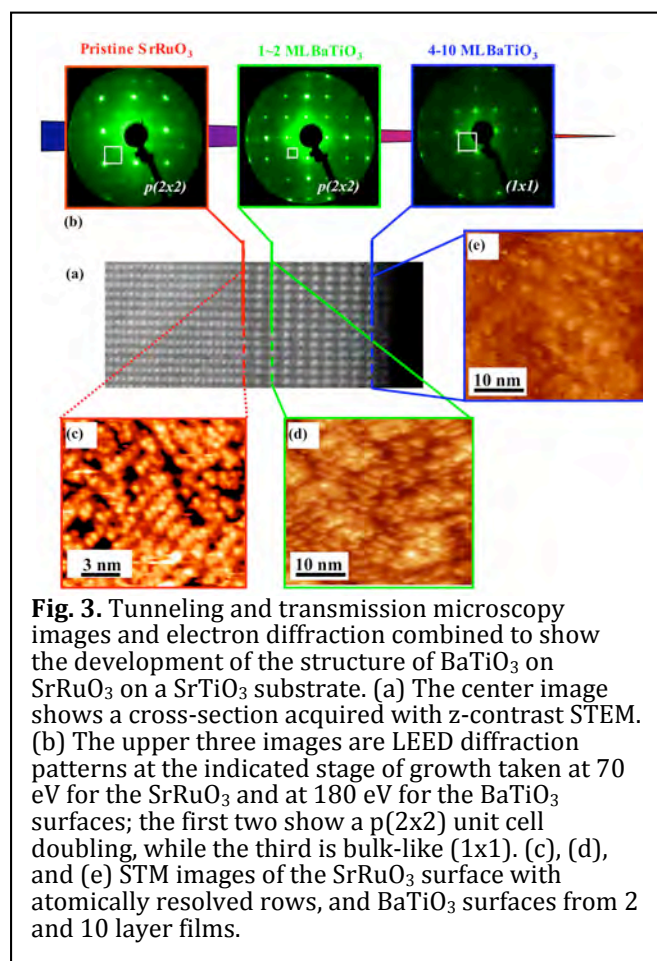 Pristine SrRuO₃ 1~2 MLBaTiO₃ 4-10 MLBaTiO₃
p(2x2) p(2x2) (1x1)
(b)
(a)
(e)
10 nm
(c)
(d)
3 nm
10 nm
Fig. 3. Tunneling and transmission microscopy
images and electron diffraction combined to show
the development of the structure of BaTiO₃ on
SrRuO₃ on a SrTiO₃ substrate. (a) The center image
shows a cross-section acquired with z-contrast STEM.
(b) The upper three images are LEED diffraction
patterns at the indicated stage of growth taken at 70
eV for the SrRuO₃ and at 180 eV for the BaTiO₃
surfaces; the first two show a p(2x2) unit cell
doubling, while the third is bulk-like (1x1). (c), (d),
and (e) STM images of the SrRuO₃ surface with
atomically resolved rows, and BaTiO₃ surfaces from 2
and 10 layer films.